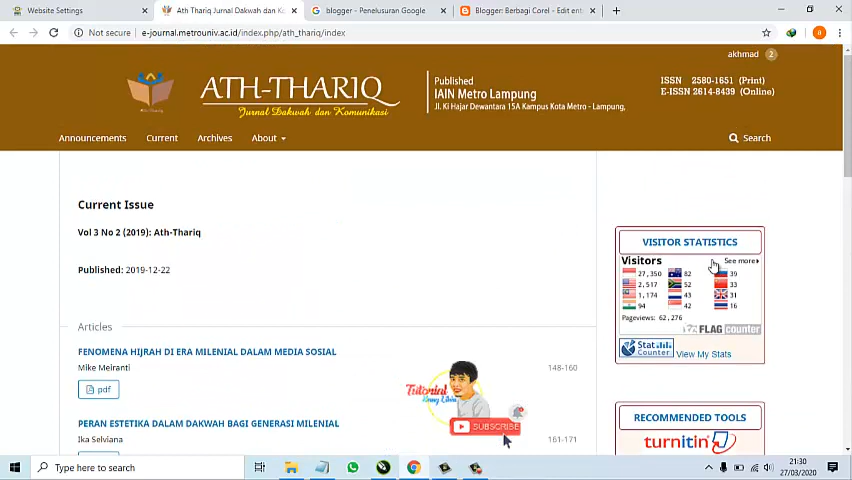 Website Settings
Ath Thariq Jurnal Dakwah dan Ko
blogger - Penelusuran Google
Blogger: Berbagi Corel - Edit ent
Not secure
e-journal.metrouniv.ac.id/index.php/ath_thariq/index
a
akhmad 2
ATH-THARIQ
Jurnal Dakwah dan Komunikasi
Published
IAIN Metro Lampung
Jl. Ki Hajar Dewantara 15A Kampus Kota Metro - Lampung,
ISSN 2580-1651 (Print)
E-ISSN 2614-8439 (Online)
Announcements
Current
Archives
About
Search
Current Issue
Vol 3 No 2 (2019): Ath-Thariq
Published: 2019-12-22
Articles
FENOMENA HIJRAH DI ERA MILENIAL DALAM MEDIA SOSIAL
Mike Meiranti
148-160
pdf
PERAN ESTETIKA DALAM DAKWAH BAGI GENERASI MILENIAL
Ika Selviana
161-171
VISITOR STATISTICS
Visitors
See more
27,350 82 39
2,517 52 33
1,174 43 31
94 42 16
Pageviews: 62,276
FLAG counter
Stat Counter
View My Stats
RECOMMENDED TOOLS
turnitin
Tutorial
SUBSCRIBE
Type here to search
21:30
27/03/2020